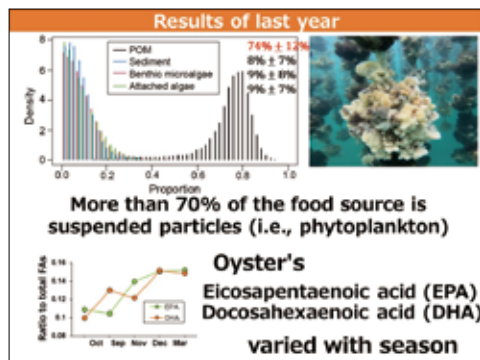 Results of last year
Density
8
6
4
2
0
POM
Sediment
Benthic microalgae
Attached algae
74% ± 12%
8% ± 7%
9% ± 8%
9% ± 7%
0.0 0.2 0.4 0.6 0.8 1.0
Proportion
More than 70% of the food source is
suspended particles (i.e., phytoplankton)
Ratio to total FAs
0.16
0.14
0.12
0.1
0.08
EPA
DHA
Oct Sep Nov Dec Mar
Oyster's
Eicosapentaenoic acid (EPA)
Docosahexaenoic acid (DHA)
varied with season